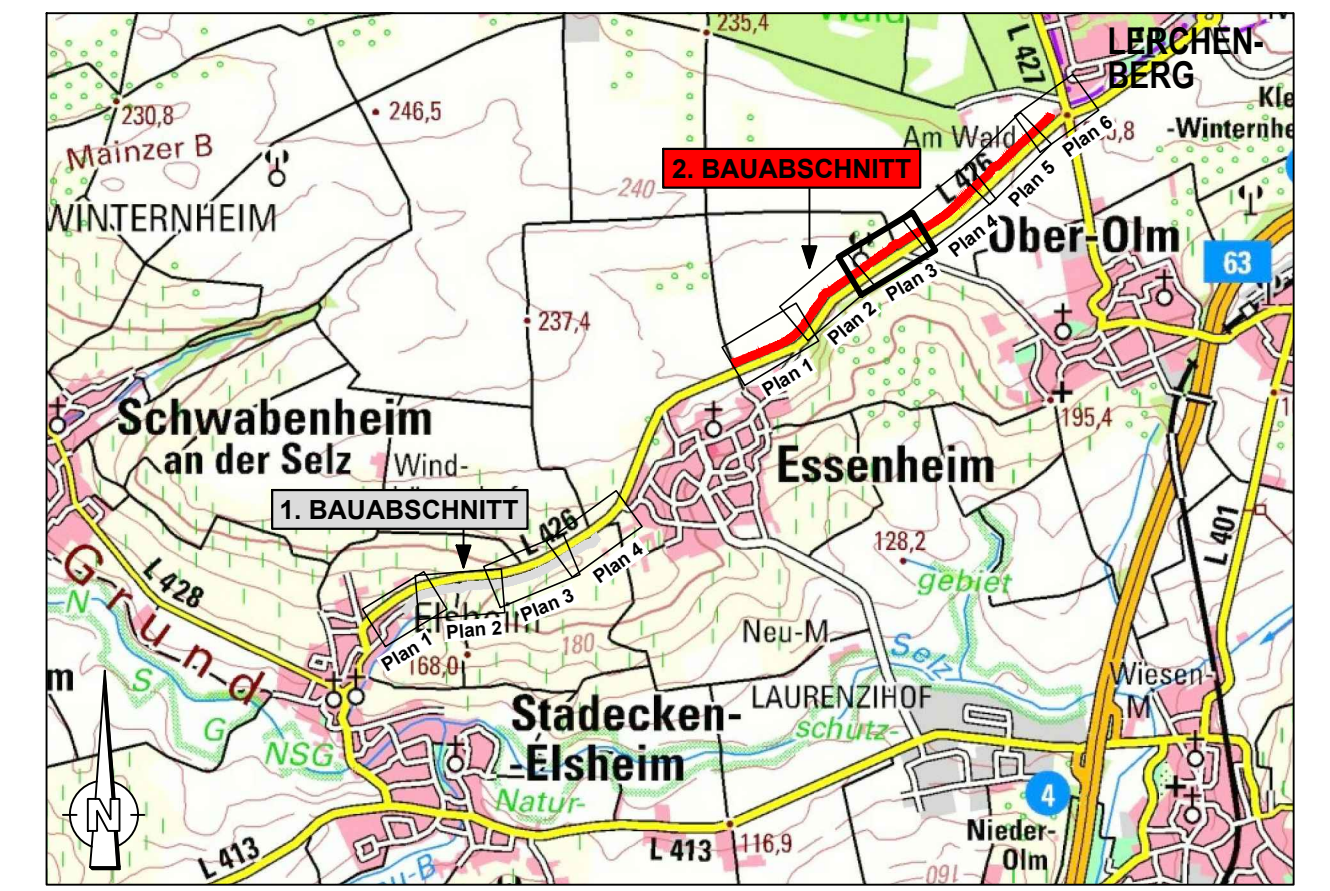 235,4
L 427
LERCHEN-
BERG
230,8
246,5
Mainzer B
Am Wald
-Winternhe
2. BAUABSCHNITT
240
L 426
Plan 6
Plan 5
Plan 4
Plan 3
Plan 2
Plan 1
WINTERNHEIM
Ober-Olm
63
237,4
195,4
Schwabenheim
an der Selz
Wind-
Essenheim
1. BAUABSCHNITT
L 426
L 401
128,2
gebiet
Grund
L 428
N
S
G
NSG
Plan 1
Plan 2
Plan 3
Plan 4
168,0
180
Neu-M.
Selz
Wiesen-
M
m
LAURENZIHOF
schutz-
Stadecken-
-Elsheim
Natur-
N
4
Nieder-
Olm
L 413
L 413
116,9
160